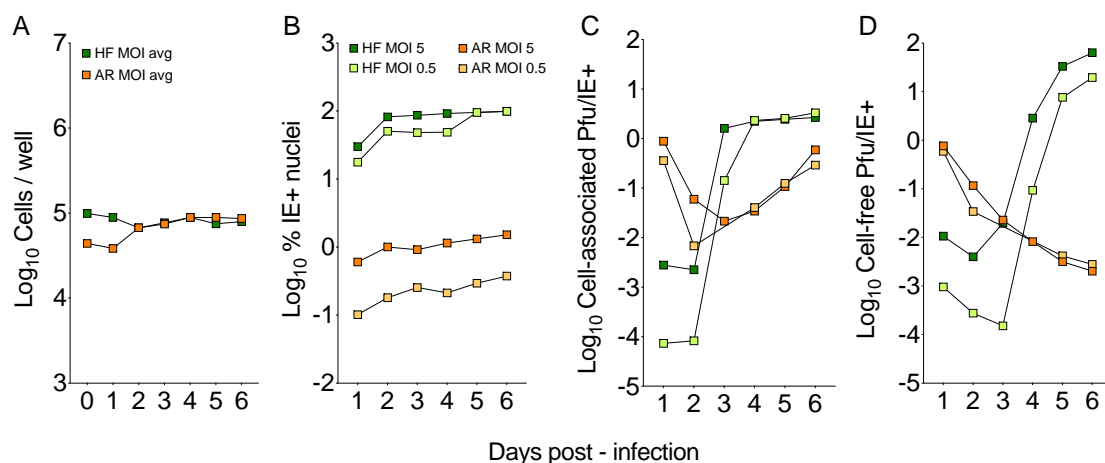 A
Log10 Cells / well
7
6
5
4
3
0 1 2 3 4 5 6
HF MOI avg
AR MOI avg
B
Log10 % IE+ nuclei
3
2
1
0
-1
-2
1 2 3 4 5 6
HF MOI 5
HF MOI 0.5
AR MOI 5
AR MOI 0.5
C
Log10 Cell-associated Pfu/IE+
2
1
0
-1
-2
-3
-4
-5
1 2 3 4 5 6
D
Log10 Cell-free Pfu/IE+
2
1
0
-1
-2
-3
-4
-5
1 2 3 4 5 6
Days post - infection